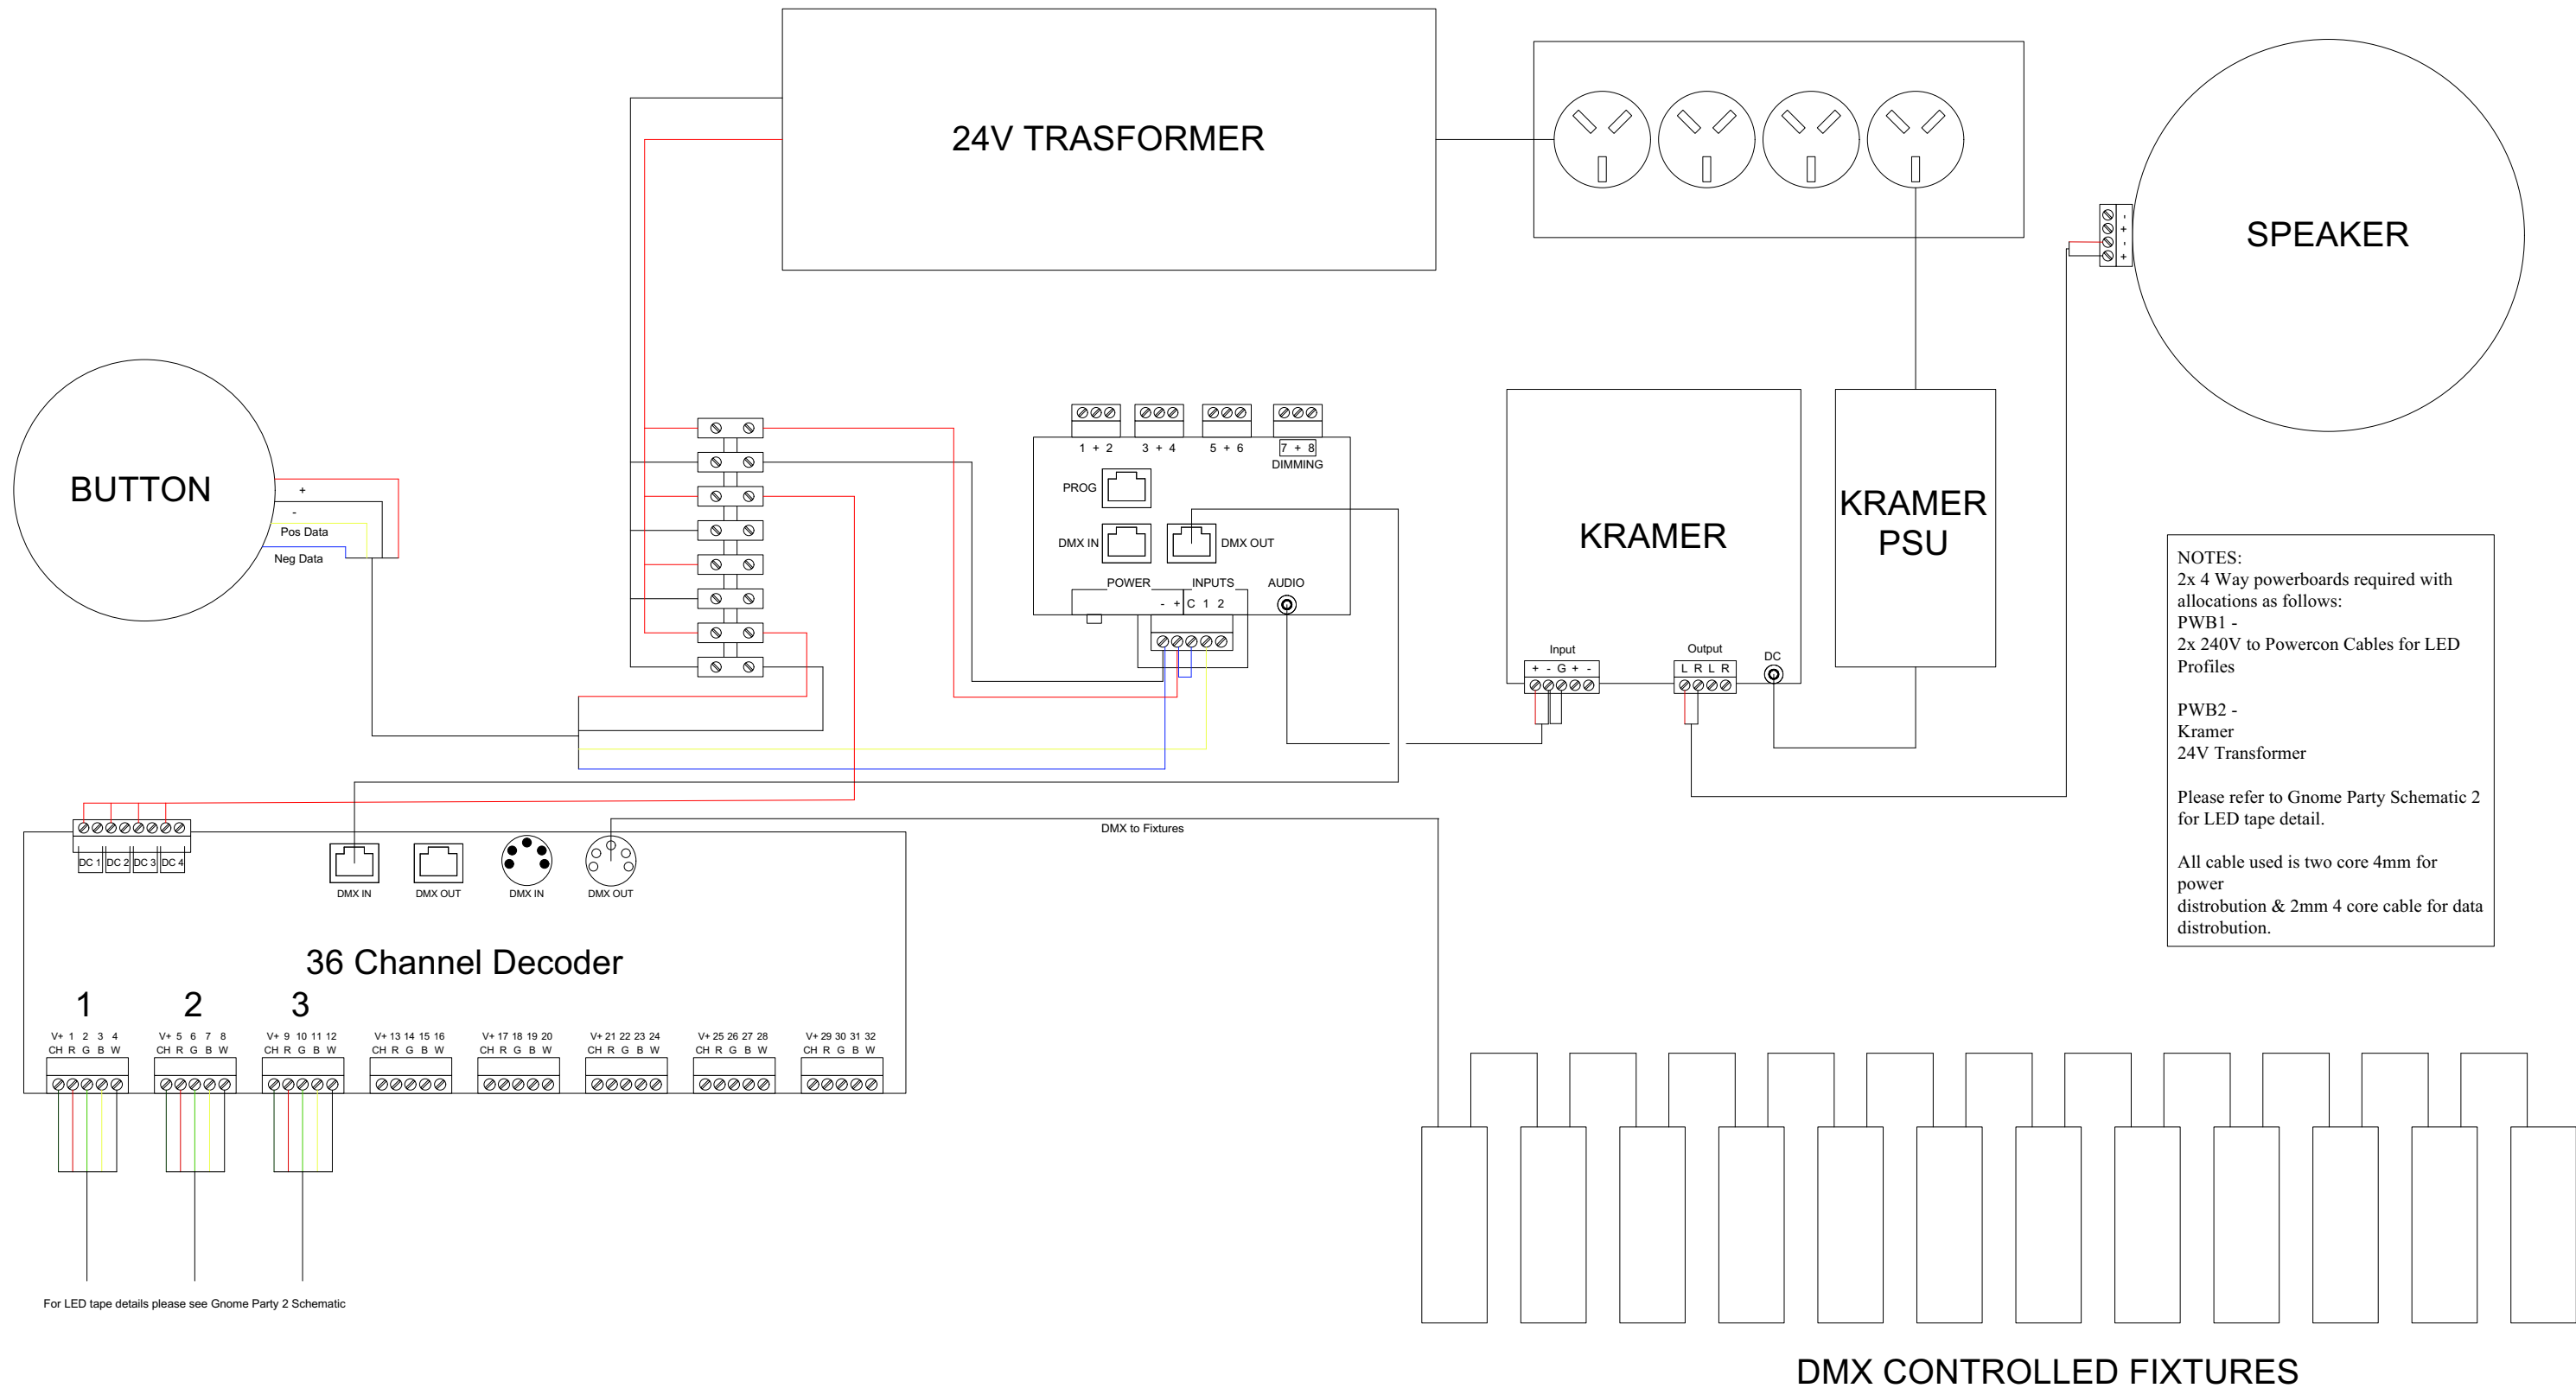 24V TRASFORMER
SPEAKER
-
+
-
+
BUTTON
+
-
Pos Data
Neg Data
1 + 2
3 + 4
5 + 6
7 + 8
DIMMING
PROG
DMX IN
DMX OUT
POWER
INPUTS
AUDIO
- + C 1 2
KRAMER
Input
+ - G + -
Output
L R L R
DC
KRAMER
PSU
NOTES:
2x 4 Way powerboards required with
allocations as follows:
PWB1 -
2x 240V to Powercon Cables for LED
Profiles
PWB2 -
Kramer
24V Transformer
Please refer to Gnome Party Schematic 2
for LED tape detail.
All cable used is two core 4mm for
power
distrobution & 2mm 4 core cable for data
distrobution.
DMX to Fixtures
DC 1 DC 2 DC 3 DC 4
DMX IN
DMX OUT
DMX IN
DMX OUT
36 Channel Decoder
1
2
3
V+ 1 2 3 4
CH R G B W
V+ 5 6 7 8
CH R G B W
V+ 9 10 11 12
CH R G B W
V+ 13 14 15 16
CH R G B W
V+ 17 18 19 20
CH R G B W
V+ 21 22 23 24
CH R G B W
V+ 25 26 27 28
CH R G B W
V+ 29 30 31 32
CH R G B W
For LED tape details please see Gnome Party 2 Schematic
DMX CONTROLLED FIXTURES